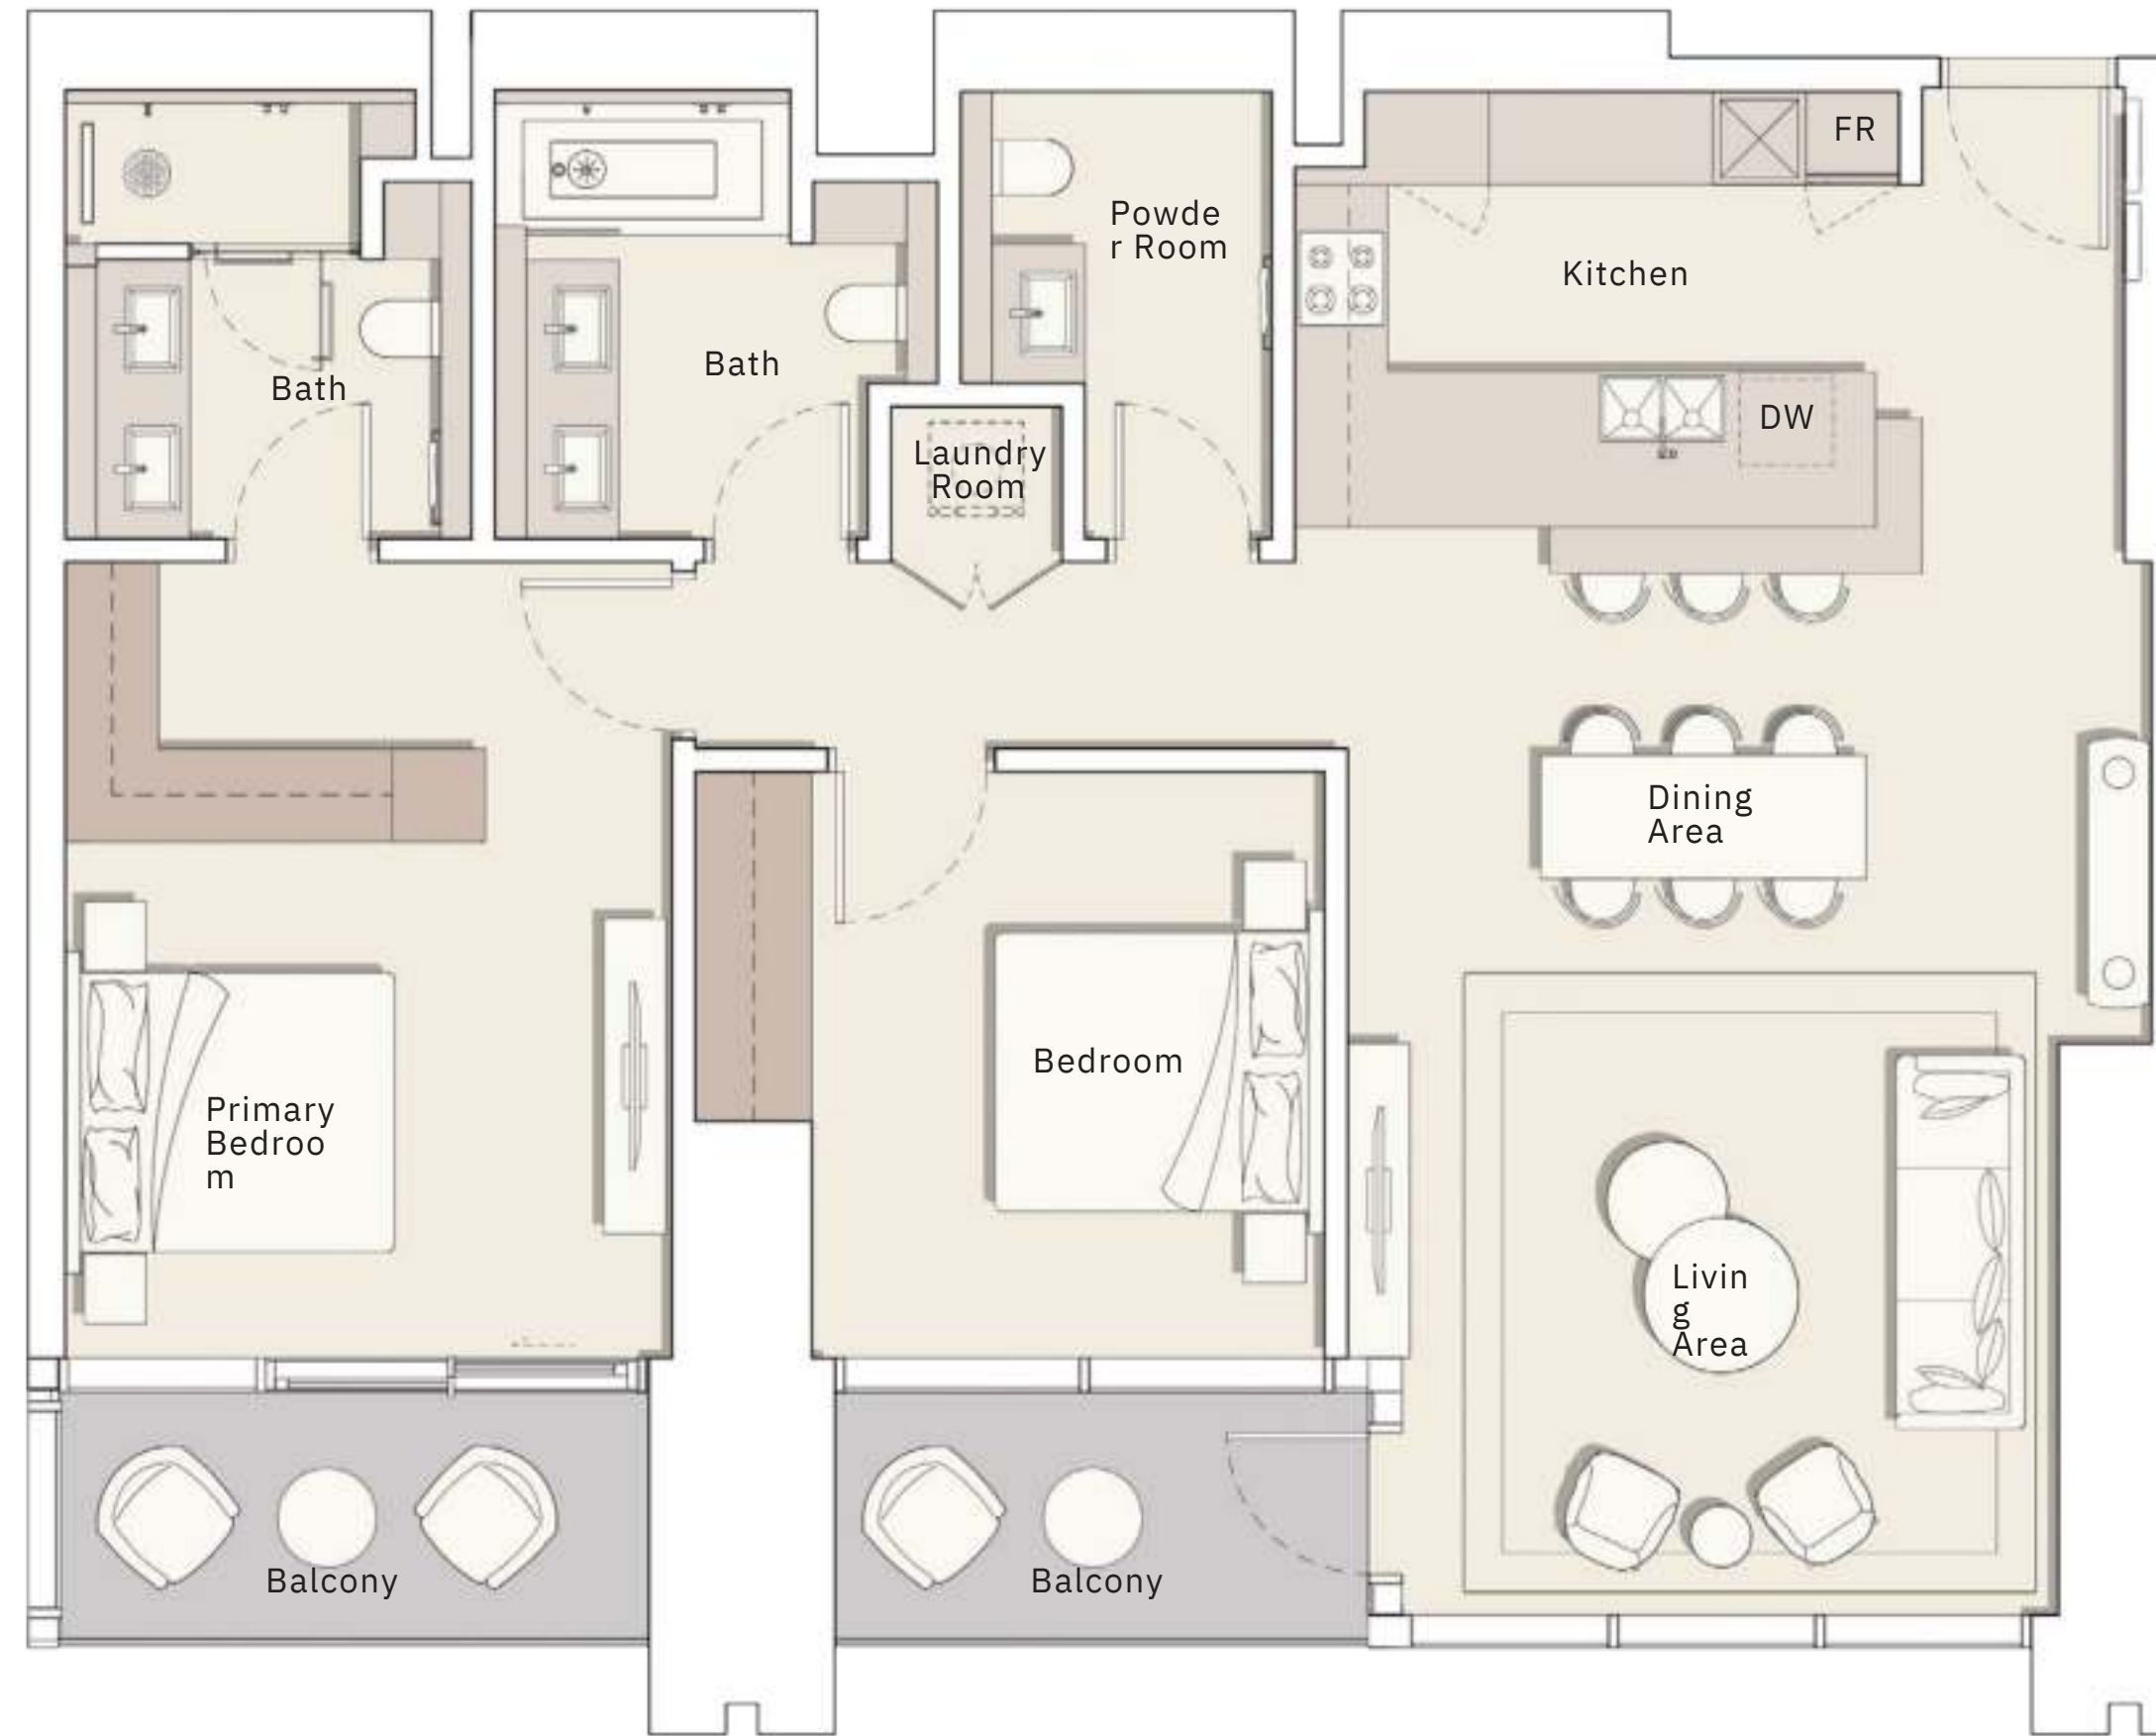 FR
Powde
r Room
Kitchen
Bath
Bath
DW
Laundry
Room
Dining
Area
Bedroom
Primary
Bedroo
m
Livin
g
Area
Balcony
Balcony